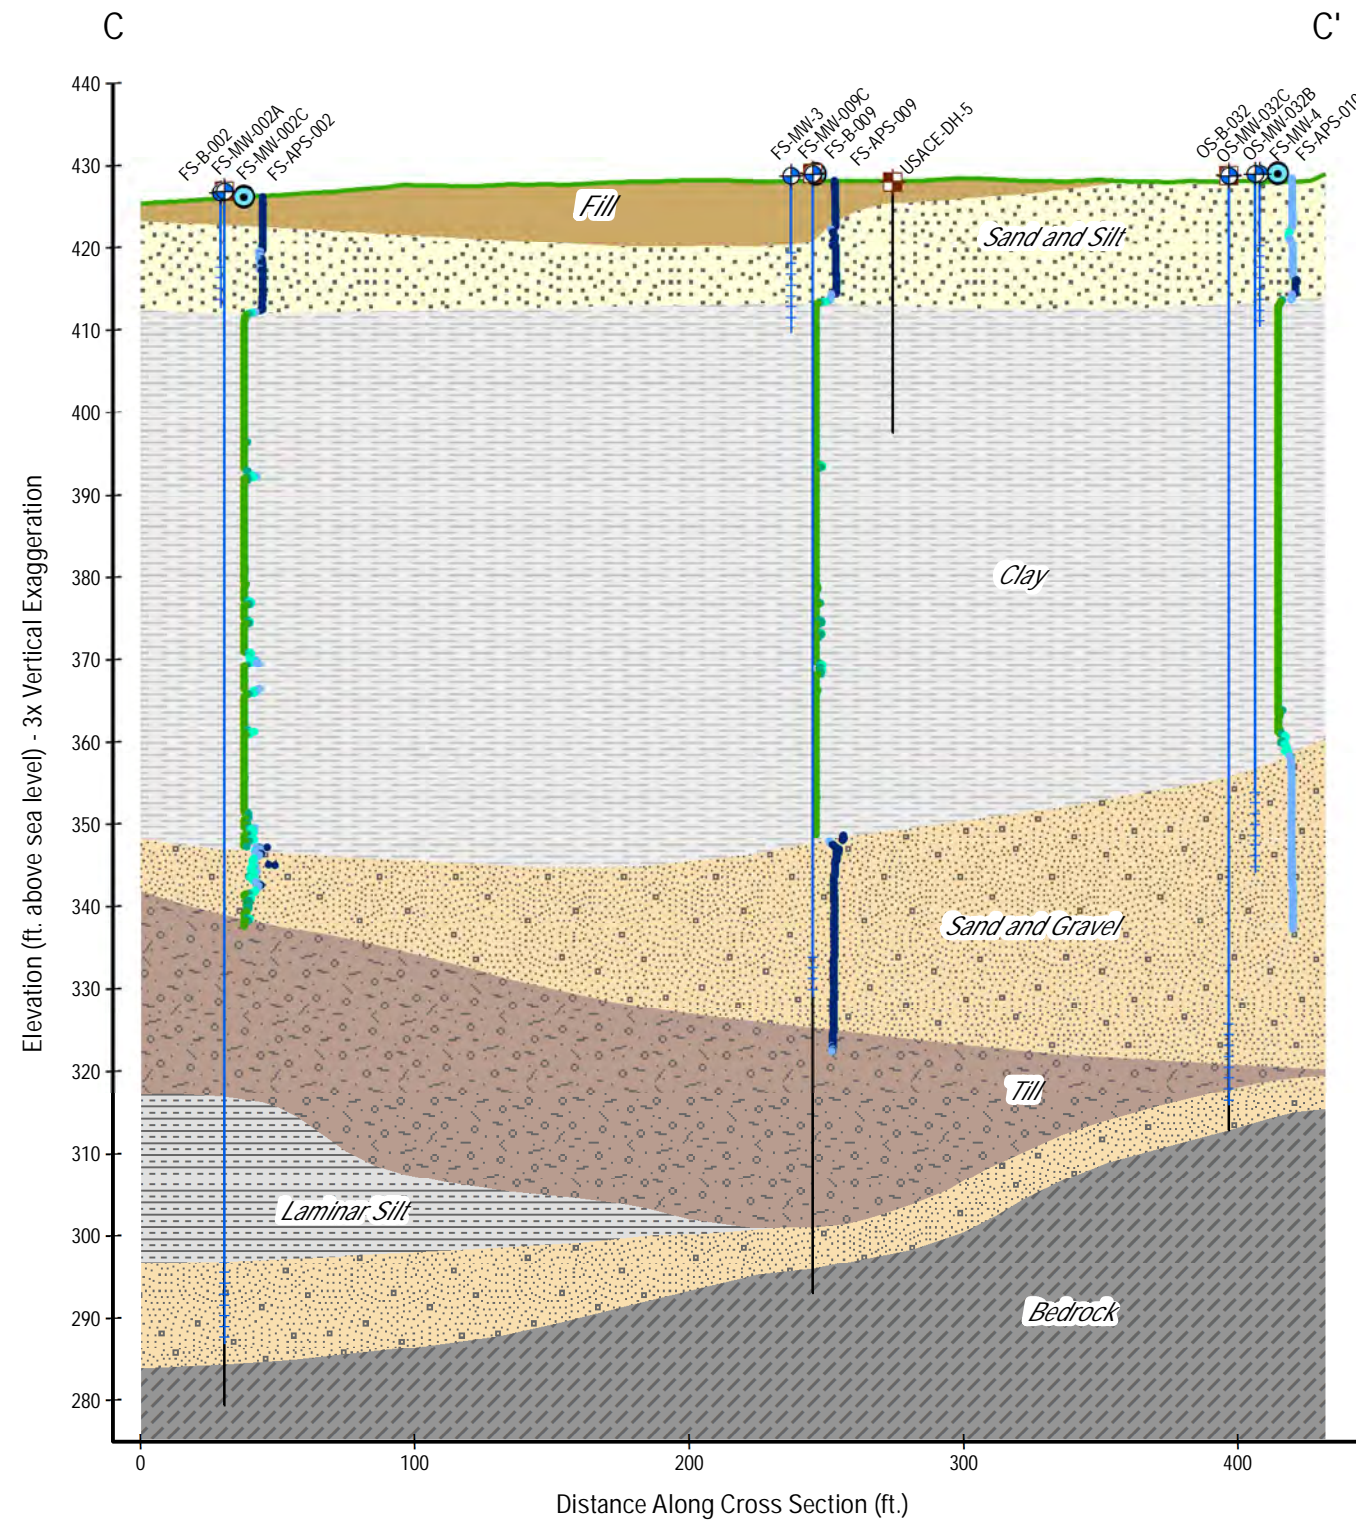 C
C'
440
430
420
410
400
390
380
370
360
350
340
330
320
310
300
290
280
Elevation (ft. above sea level) - 3x Vertical Exaggeration
FS-B-002
FS-MW-002A
FS-MW-002C
FS-APS-002
FS-MW-3
FS-MW-009C
FS-B-009
FS-APS-009
USACE-DH-5
OS-B-032
OS-MW-032C
OS-MW-032B
FS-MW-4
FS-APS-010
Fill
Sand and Silt
Clay
Sand and Gravel
Till
Laminar Silt
Bedrock
0
100
200
300
400
Distance Along Cross Section (ft.)